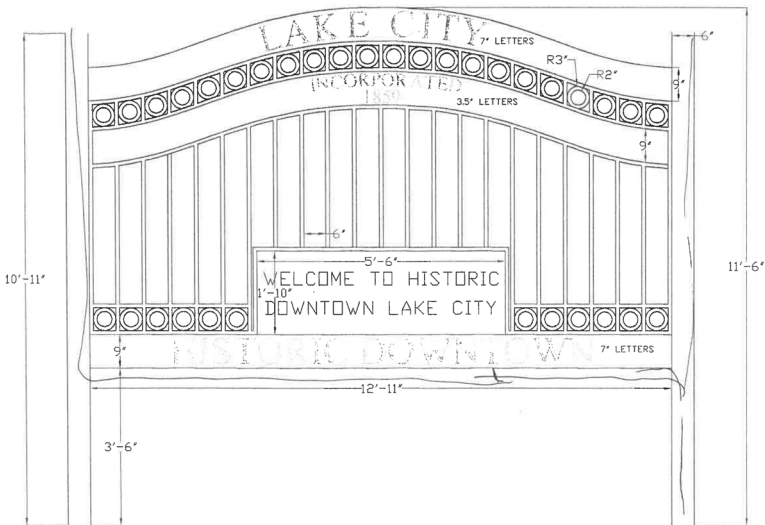 LAKE CITY
7" LETTERS
6"
R3"
R2"
9"
INCORPORATED
1859
3.5" LETTERS
9"
6"
10'-11"
11'-6"
5'-6"
WELCOME TO HISTORIC
1'-10"
DOWNTOWN LAKE CITY
9"
HISTORIC DOWNTOWN
7" LETTERS
12'-11"
3'-6"